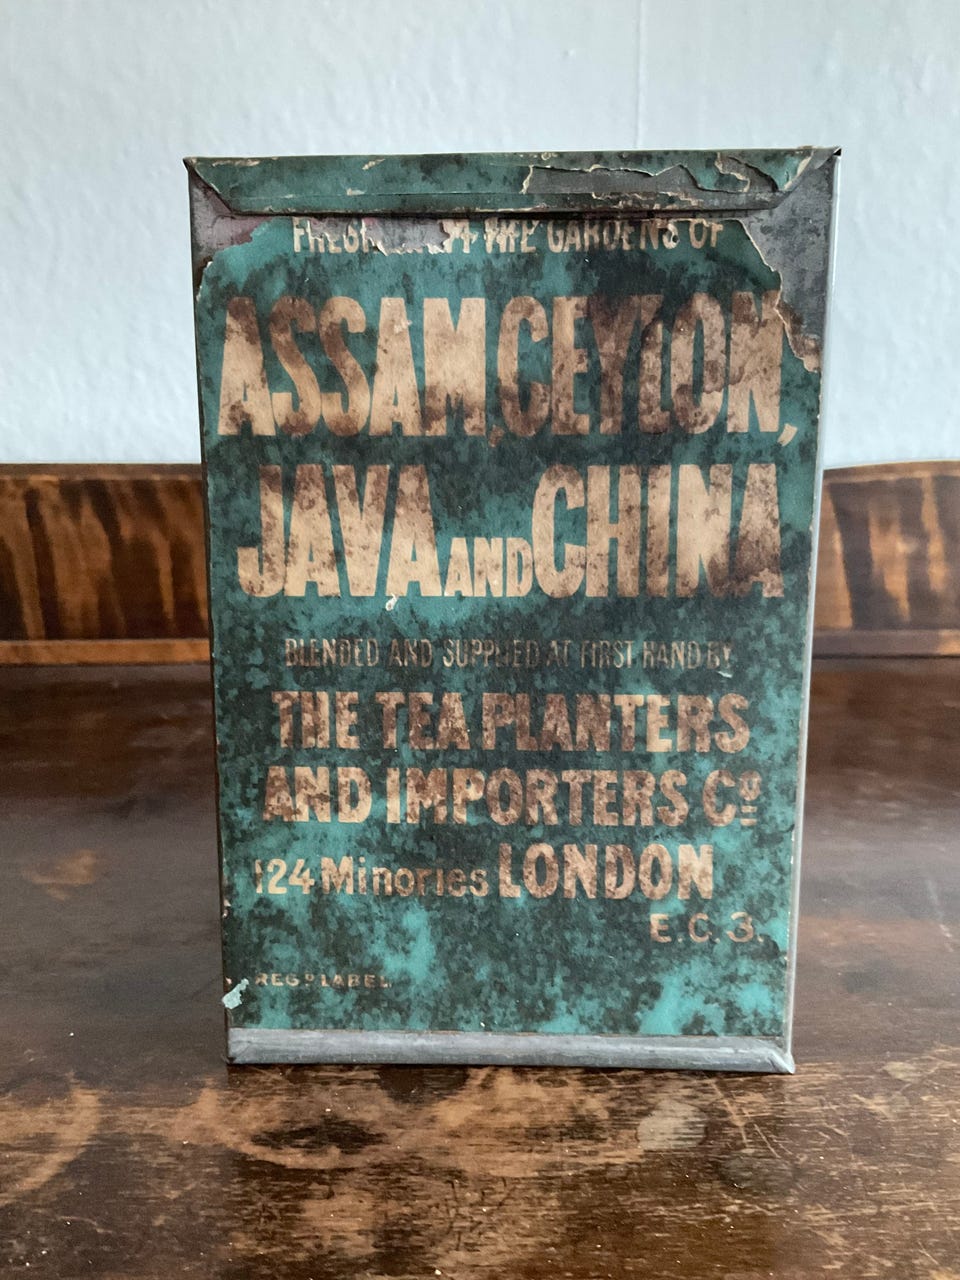 THE GARDENS OF
ASSAM, CEYLON,
JAVA AND CHINA
BLENDED AND SUPPLIED AT FIRST HAND BY
THE TEA PLANTERS
AND IMPORTERS Co
124 Minories LONDON
E.C.3.
REGD LABEL